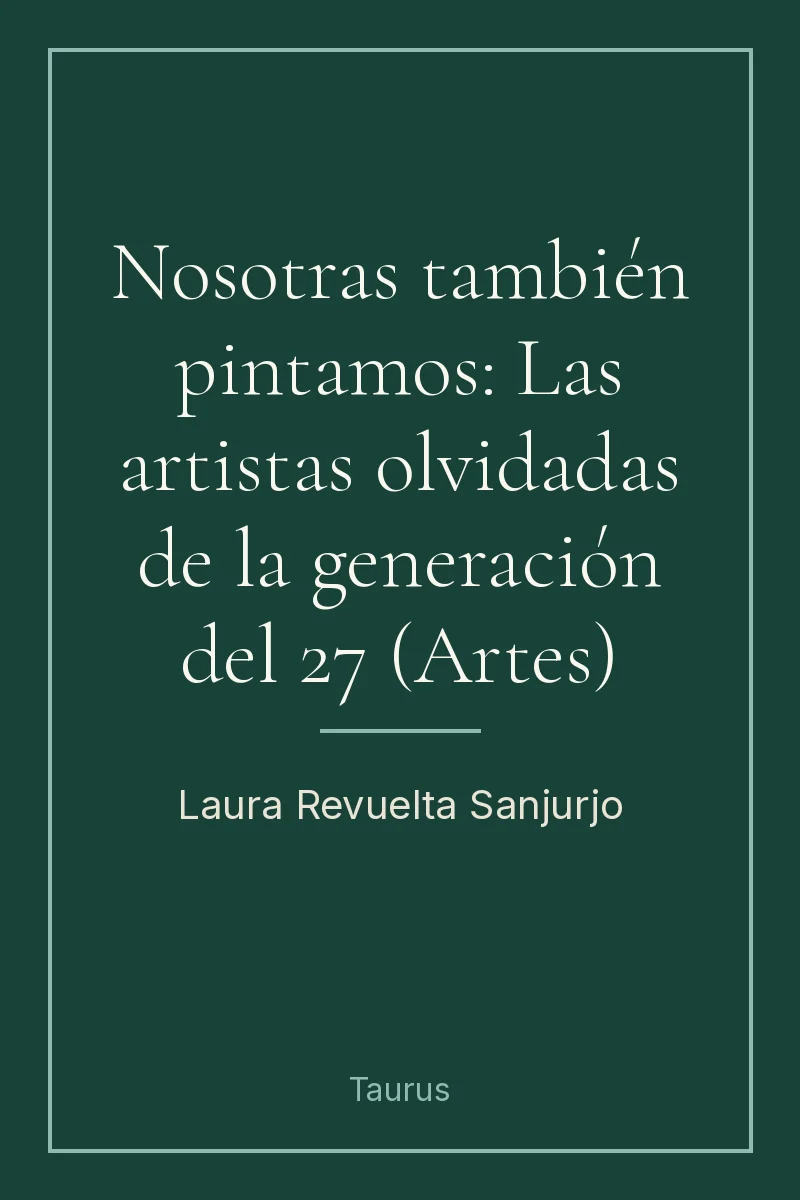 Nosotras también
pintamos: Las
artistas olvidadas
de la generación
del 27 (Artes)
Laura Revuelta Sanjurjo
Taurus